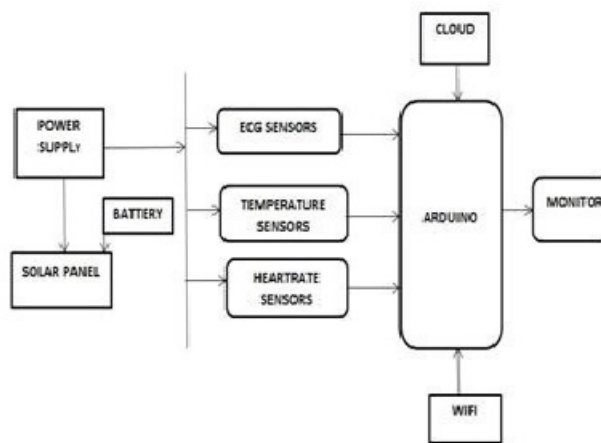 CLOUD
POWER
SUPPLY
ECG SENSORS
BATTERY
TEMPERATURE
SENSORS
ARDUINO
MONITOR
SOLAR PANEL
HEARTRATE
SENSORS
WIFI